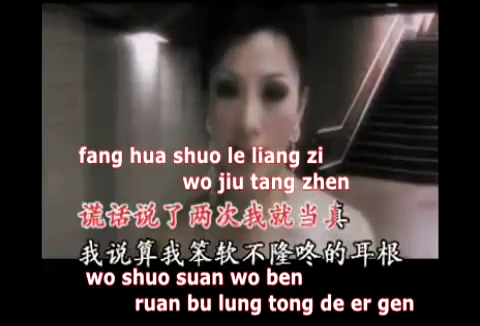 fang hua shuo le liang zi
wo jiu tang zhen
谎话说了两次我就当真
我说算我笨软不隆咚的耳根
wo shuo suan wo ben
ruan bu lung tong de er gen